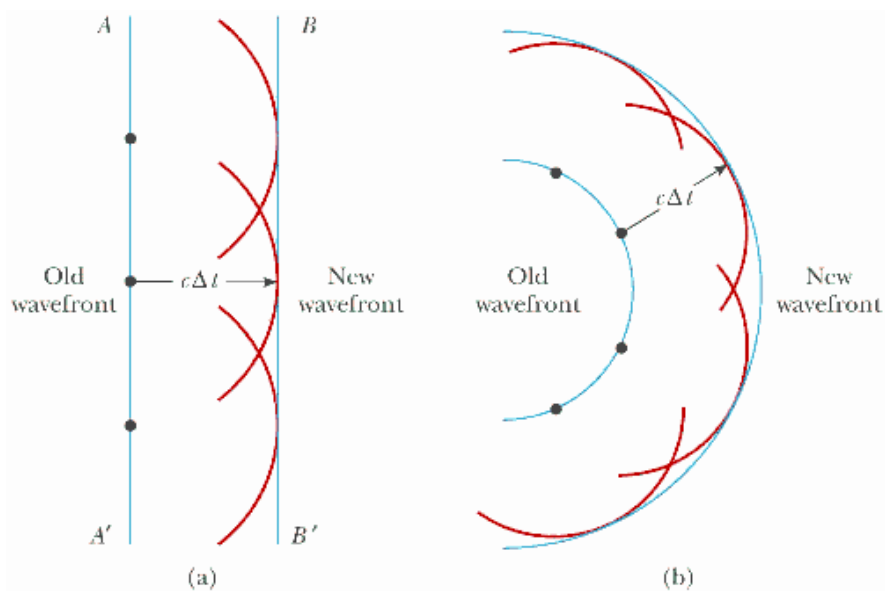 A
B
Old
wavefront
cΔt
New
wavefront
A′
B′
(a)
cΔt
Old
wavefront
New
wavefront
(b)